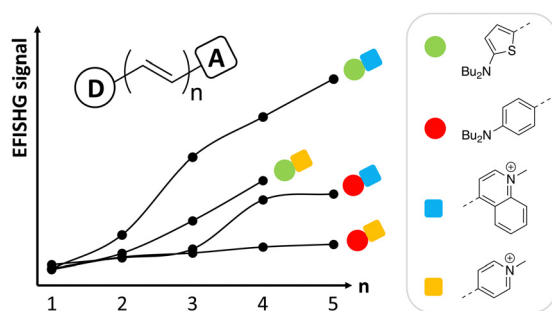 EFISHG signal
D
A
n
1 2 3 4 5 n
S
Bu₂N
Bu₂N
N⊕
N⊕